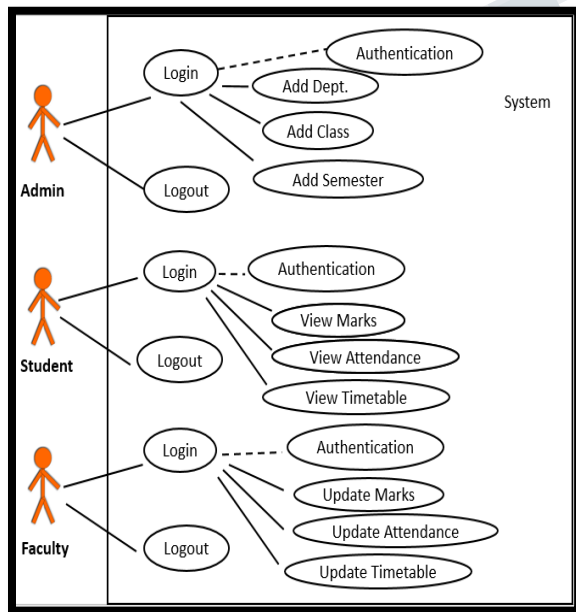 Authentication
Login
Add Dept.
System
Add Class
Add Semester
Admin
Logout
Login
Authentication
View Marks
View Attendance
Student
Logout
View Timetable
Login
Authentication
Update Marks
Update Attendance
Faculty
Logout
Update Timetable